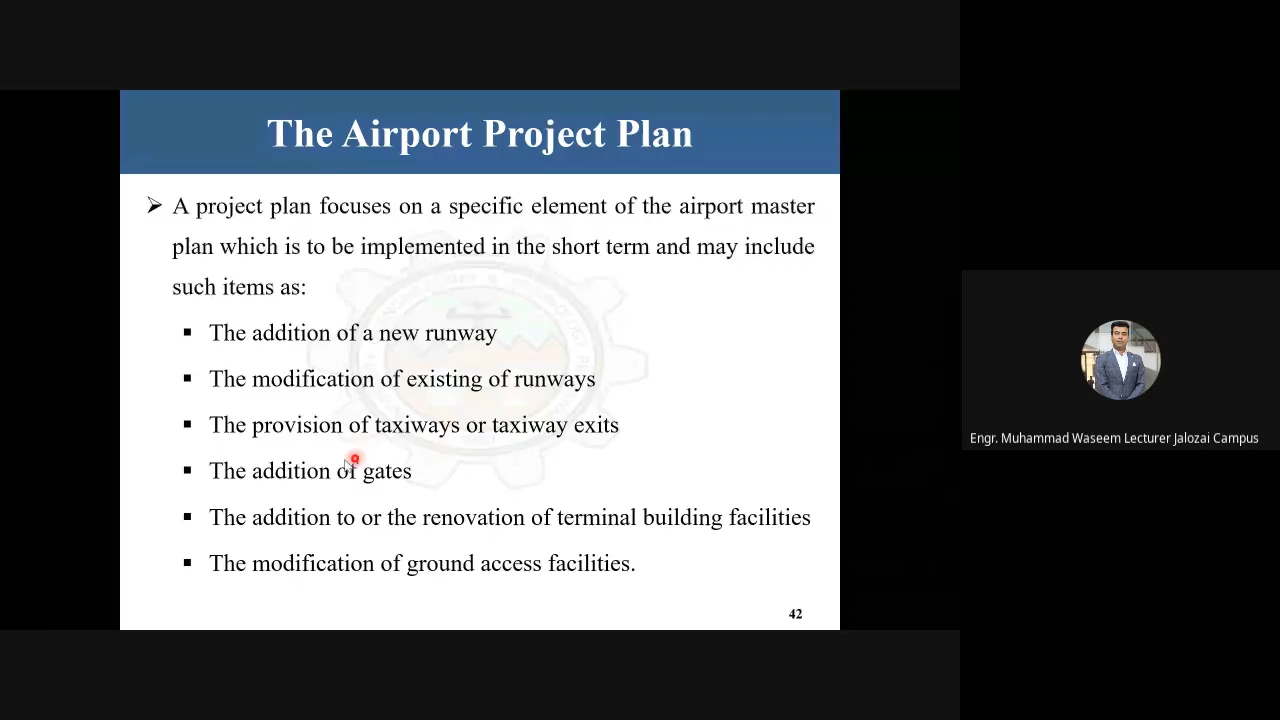 The Airport Project Plan
➢ A project plan focuses on a specific element of the airport master
plan which is to be implemented in the short term and may include
such items as:
▪ The addition of a new runway
▪ The modification of existing of runways
▪ The provision of taxiways or taxiway exits
▪ The addition of gates
▪ The addition to or the renovation of terminal building facilities
▪ The modification of ground access facilities.
42
Engr. Muhammad Waseem Lecturer Jalozai Campus